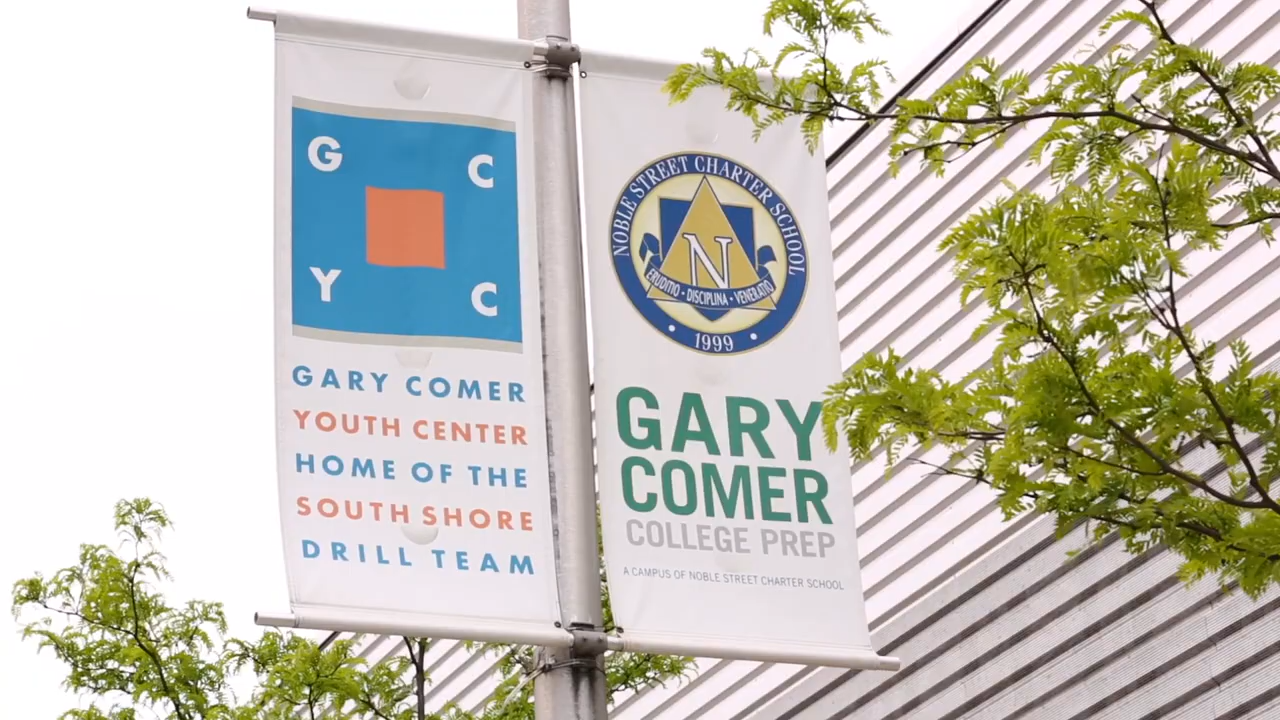 G C
Y C
GARY COMER
YOUTH CENTER
HOME OF THE
SOUTH SHORE
DRILL TEAM
NOBLE STREET CHARTER SCHOOL
N
ERUDITIO • DISCIPLINA • VENERATIO
• 1999 •
GARY
COMER
COLLEGE PREP
A CAMPUS OF NOBLE STREET CHARTER SCHOOL